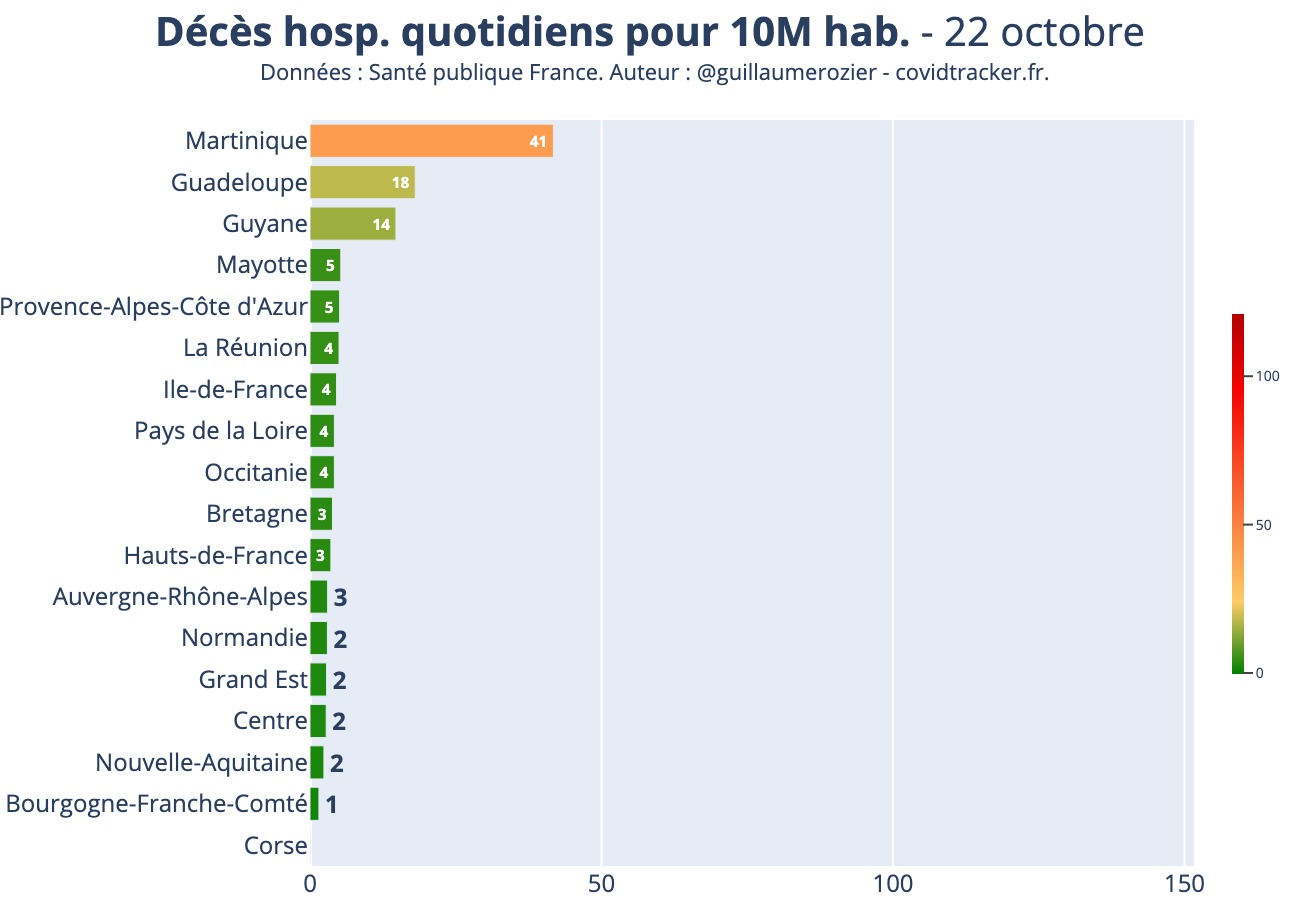 Décès hosp. quotidiens pour 10M hab. - 22 octobre
Données : Santé publique France. Auteur : @guillaumerozier - covidtracker.fr.
Martinique 41
Guadeloupe 18
Guyane 14
Mayotte 5
Provence-Alpes-Côte d'Azur 5
La Réunion 4
Ile-de-France 4
Pays de la Loire 4
Occitanie 4
Bretagne 3
Hauts-de-France 3
Auvergne-Rhône-Alpes 3
Normandie 2
Grand Est 2
Centre 2
Nouvelle-Aquitaine 2
Bourgogne-Franche-Comté 1
Corse
0 50 100 150
100
50
0